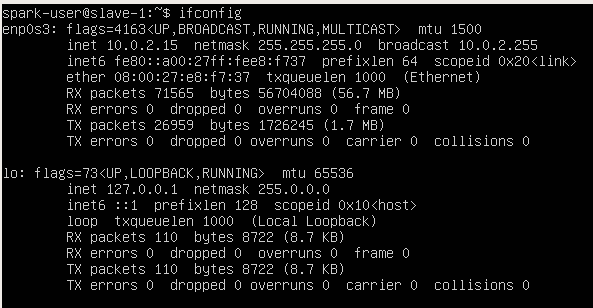 spark-user@slave-1:~$ ifconfig
enp0s3: flags=4163<UP,BROADCAST,RUNNING,MULTICAST>  mtu 1500
        inet 10.0.2.15  netmask 255.255.255.0  broadcast 10.0.2.255
        inet6 fe80::a00:27ff:fee8:f737  prefixlen 64  scopeid 0x20<link>
        ether 08:00:27:e8:f7:37  txqueuelen 1000  (Ethernet)
        RX packets 71565  bytes 56704088 (56.7 MB)
        RX errors 0  dropped 0  overruns 0  frame 0
        TX packets 26959  bytes 1726245 (1.7 MB)
        TX errors 0  dropped 0 overruns 0  carrier 0  collisions 0
lo: flags=73<UP,LOOPBACK,RUNNING>  mtu 65536
        inet 127.0.0.1  netmask 255.0.0.0
        inet6 ::1  prefixlen 128  scopeid 0x10<host>
        loop  txqueuelen 1000  (Local Loopback)
        RX packets 110  bytes 8722 (8.7 KB)
        RX errors 0  dropped 0  overruns 0  frame 0
        TX packets 110  bytes 8722 (8.7 KB)
        TX errors 0  dropped 0 overruns 0  carrier 0  collisions 0